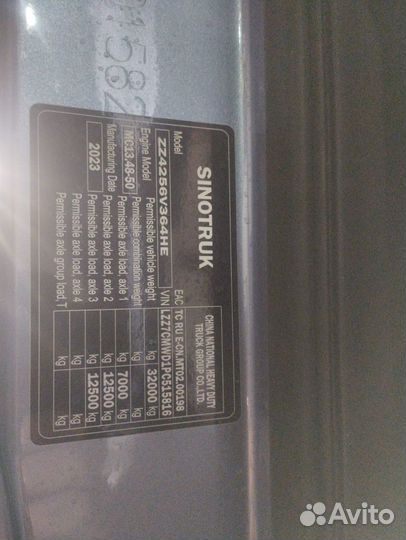 SINOTRUK
CHINA NATIONAL HEAVY DUTY
TRUCK GROUP CO.,LTD.
Model
ZZ4256V364HE
EAC TC RU E-CN.MT02.00198
Engine Model
MC13.48-50
VIN LZZ7CMWD1PC515816
Manufacturing Date
2023
Permissible vehicle weight kg
Permissible combination weight 32000 kg
Permissible axle load, axle 1 7000 kg
Permissible axle load, axle 2 12500 kg
Permissible axle load, axle 3 12500 kg
Permissible axle load, axle 4 kg
Permissible axle group load,T kg
Avito